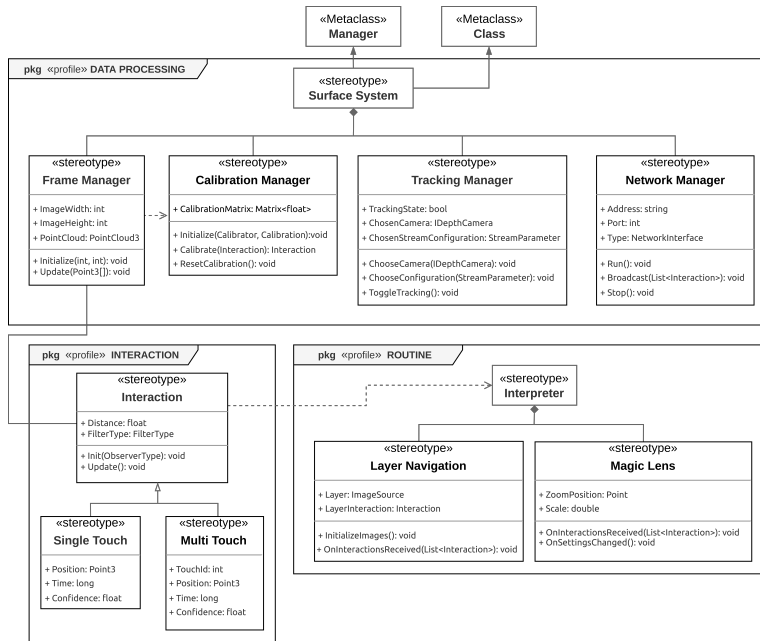 «Metaclass»
Manager
«Metaclass»
Class
pkg «profile» DATA PROCESSING
«stereotype»
Surface System
«stereotype»
Frame Manager
+ ImageWidth: int
+ ImageHeight: int
+ PointCloud: PointCloud3
+ Initialize(int, int): void
+ Update(Point3[]): void
«stereotype»
Calibration Manager
+ CalibrationMatrix: Matrix<float>
+ Initialize(Calibrator, Calibration):void
+ Calibrate(Interaction): Interaction
+ ResetCalibration(): void
«stereotype»
Tracking Manager
+ TrackingState: bool
+ ChosenCamera: IDepthCamera
+ ChosenStreamConfiguration: StreamParameter
+ ChooseCamera(IDepthCamera): void
+ ChooseConfiguration(StreamParameter): void
+ ToggleTracking(): void
«stereotype»
Network Manager
+ Address: string
+ Port: int
+ Type: NetworkInterface
+ Run(): void
+ Broadcast(List<Interaction>): void
+ Stop(): void
pkg «profile» INTERACTION
«stereotype»
Interaction
+ Distance: float
+ FilterType: FilterType
+ Init(ObserverType): void
+ Update(): void
«stereotype»
Single Touch
+ Position: Point3
+ Time: long
+ Confidence: float
«stereotype»
Multi Touch
+ TouchId: int
+ Position: Point3
+ Time: long
+ Confidence: float
pkg «profile» ROUTINE
«stereotype»
Interpreter
«stereotype»
Layer Navigation
+ Layer: ImageSource
+ LayerInteraction: Interaction
+ InitializeImages(): void
+ OnInteractionsReceived(List<Interaction>): void
«stereotype»
Magic Lens
+ ZoomPosition: Point
+ Scale: double
+ OnInteractionsReceived(List<Interaction>): void
+ OnSettingsChanged(): void